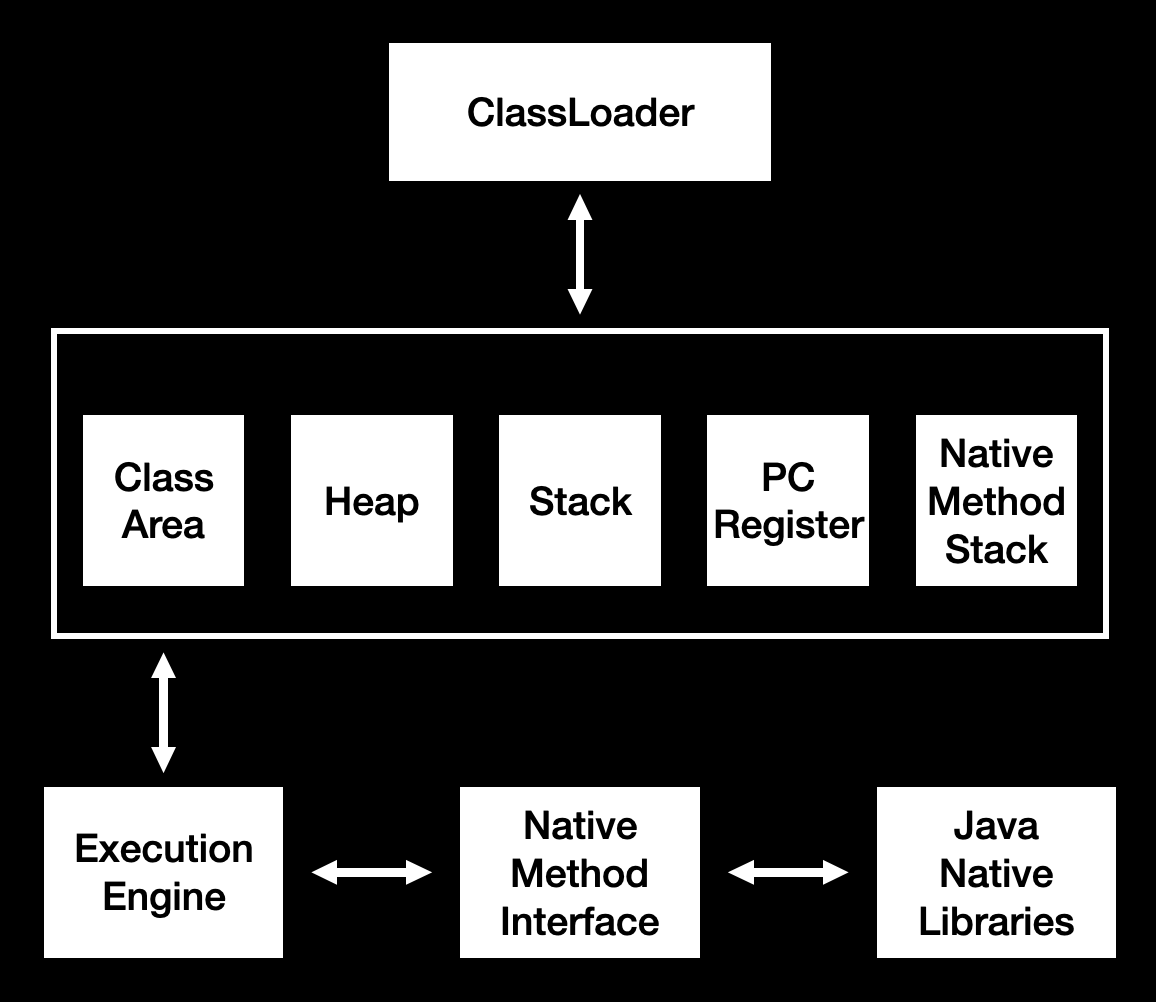 ClassLoader
Class
Area
Heap
Stack
PC
Register
Native
Method
Stack
Execution
Engine
Native
Method
Interface
Java
Native
Libraries